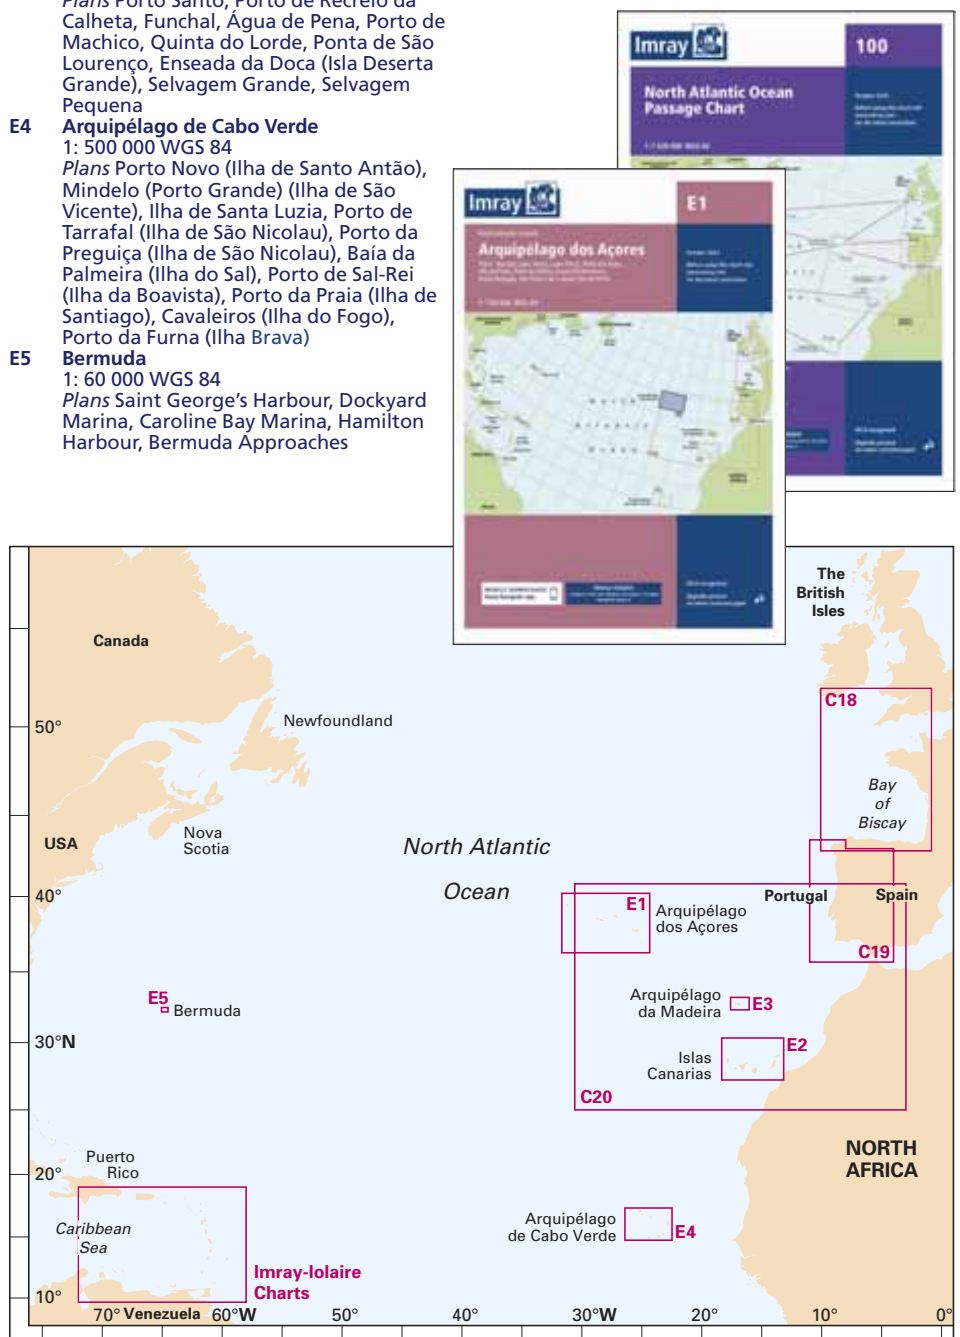 Plans Porto Santo, Porto de Recreio da
Calheta, Funchal, Água de Pena, Porto de
Machico, Quinta do Lorde, Ponta de São
Lourenço, Enseada da Doca (Isla Deserta
Grande), Selvagem Grande, Selvagem
Pequena
E4 Arquipélago de Cabo Verde
1: 500 000 WGS 84
Plans Porto Novo (Ilha de Santo Antão),
Mindelo (Porto Grande) (Ilha de São
Vicente), Ilha de Santa Luzia, Porto de
Tarrafal (Ilha de São Nicolau), Porto da
Preguiça (Ilha de São Nicolau), Baía da
Palmeira (Ilha do Sal), Porto de Sal-Rei
(Ilha da Boavista), Porto da Praia (Ilha de
Santiago), Cavaleiros (Ilha do Fogo),
Porto da Furna (Ilha Brava)
E5 Bermuda
1: 60 000 WGS 84
Plans Saint George's Harbour, Dockyard
Marina, Caroline Bay Marina, Hamilton
Harbour, Bermuda Approaches
Imray
100
North Atlantic Ocean
Passage Chart
Imray
E1
Arquipélago dos Açores
The
British
Isles
Canada
C18
50°
Newfoundland
Bay
of
Biscay
Nova
Scotia
USA
North Atlantic
Ocean
40°
Portugal
Spain
E1
Arquipélago
dos Açores
C19
E5
Bermuda
Arquipélago
da Madeira
E3
30°N
E2
Islas
Canarias
C20
NORTH
AFRICA
Puerto
Rico
20°
Caribbean
Sea
Arquipélago
de Cabo Verde
E4
Imray-Iolaire
Charts
10°
70° Venezuela 60°W 50° 40° 30°W 20° 10° 0°